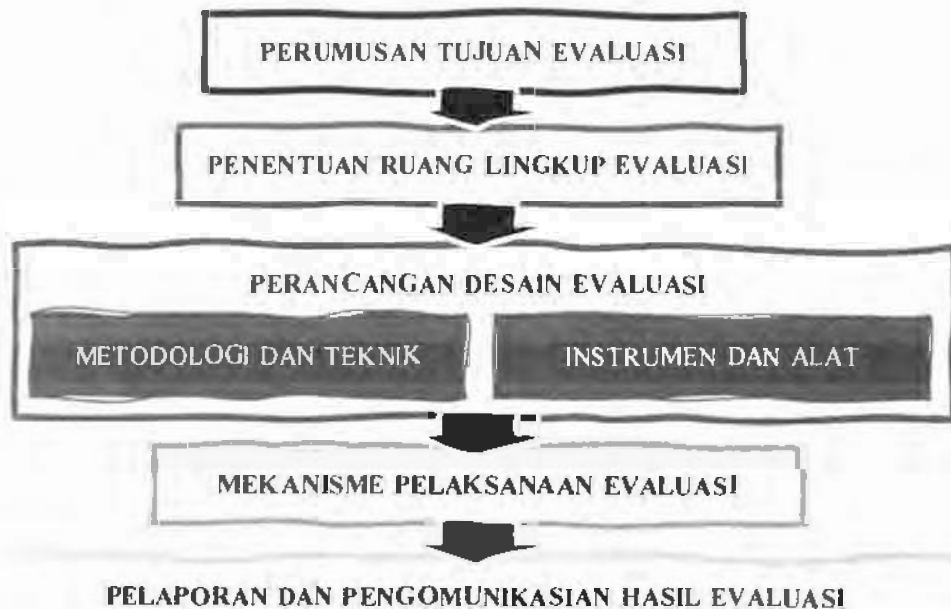 PERUMUSAN TUJUAN EVALUASI
PENENTUAN RUANG LINGKUP EVALUASI
PERANCANGAN DESAIN EVALUASI
METODOLOGI DAN TEKNIK
INSTRUMEN DAN ALAT
MEKANISME PELAKSANAAN EVALUASI
PELAPORAN DAN PENGOMUNIKASIAN HASIL EVALUASI